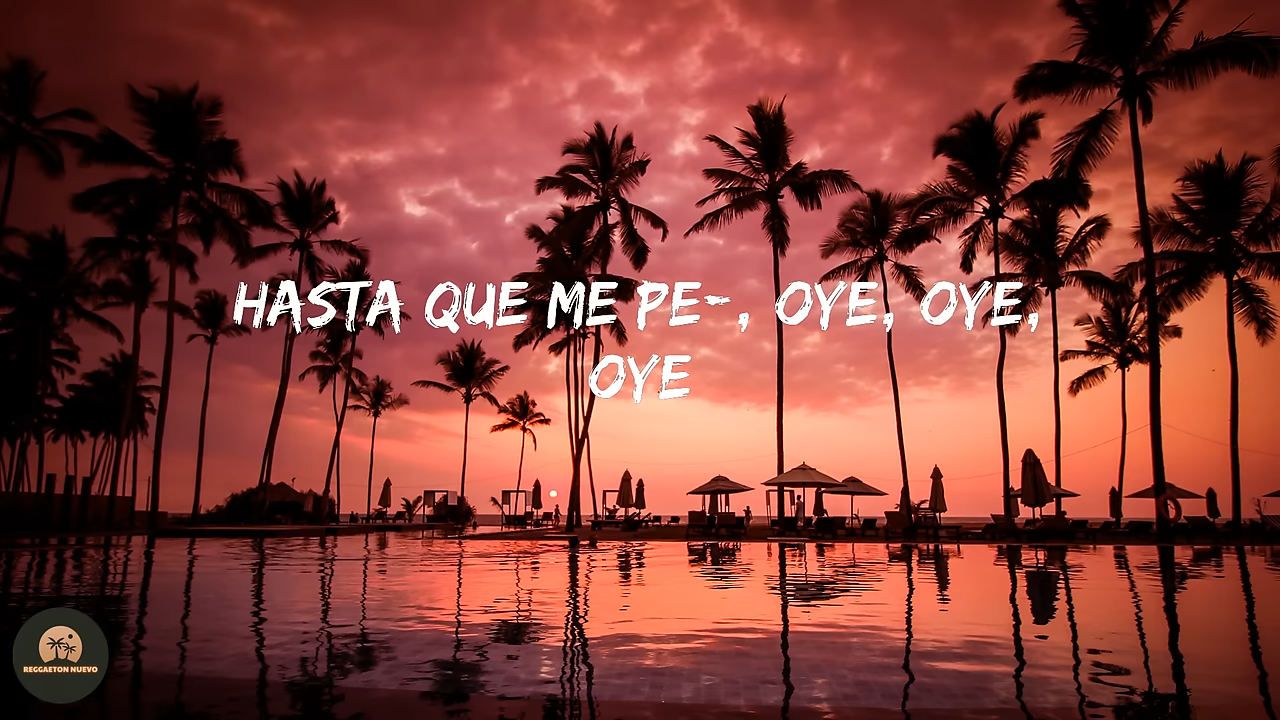 HASTA QUE ME PE-, OYE, OYE,
OYE
REGGAETON NUEVO